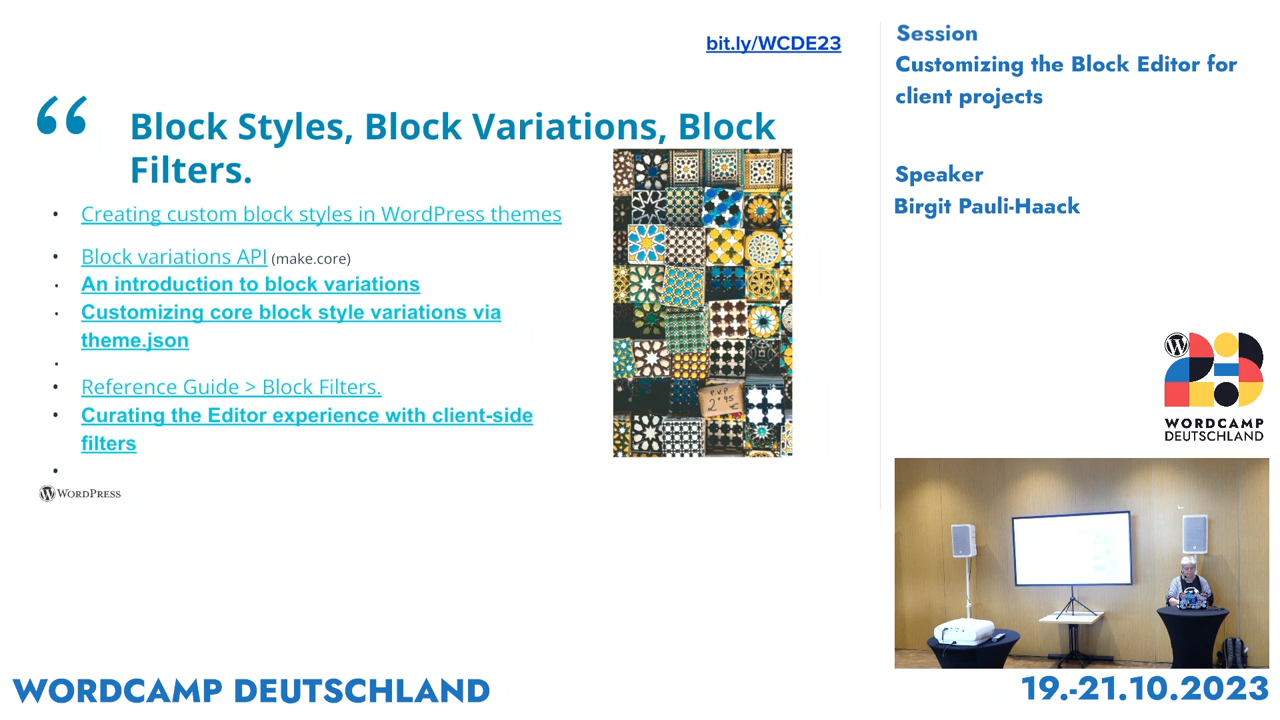 bit.ly/WCDE23
“
Block Styles, Block Variations, Block
Filters.
• Creating custom block styles in WordPress themes
• Block variations API (make.core)
• An introduction to block variations
• Customizing core block style variations via
theme.json
•
• Reference Guide > Block Filters.
• Curating the Editor experience with client-side
filters
•
P.V.P
2'95
€
WORDPRESS
Session
Customizing the Block Editor for
client projects
Speaker
Birgit Pauli-Haack
WORDCAMP
DEUTSCHLAND
WORDCAMP DEUTSCHLAND
19.-21.10.2023